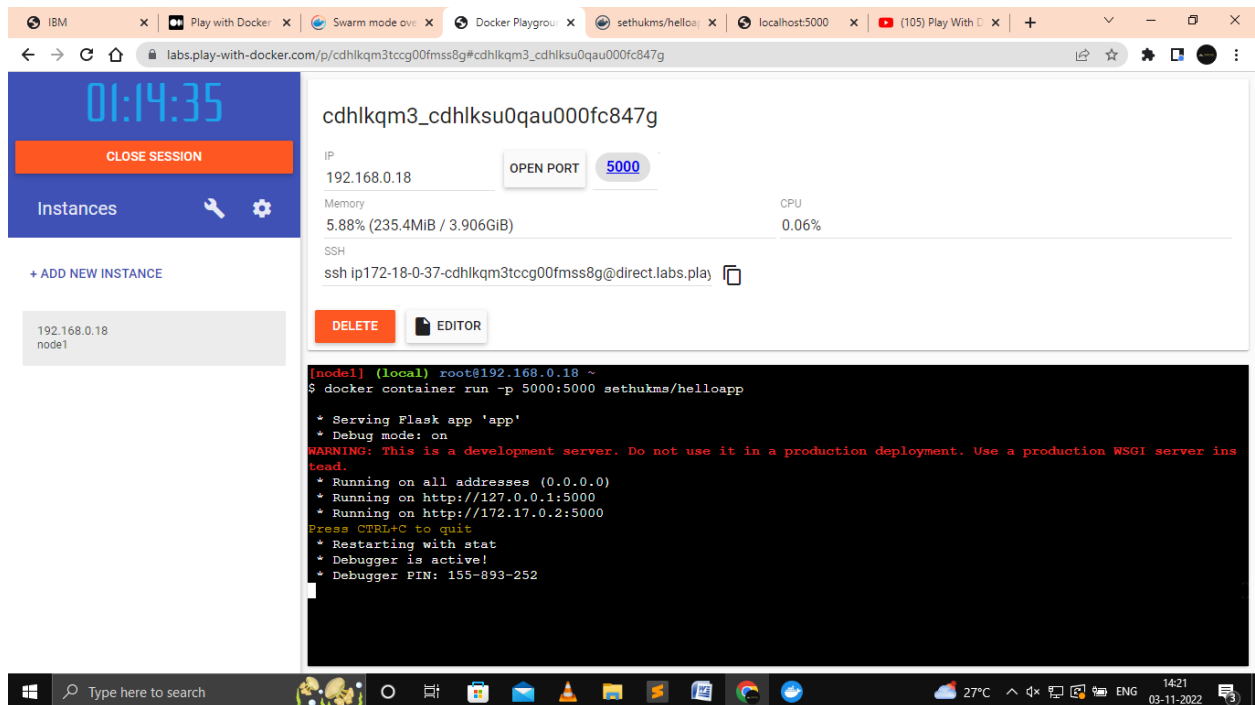 IBM
Play with Docker
Swarm mode ove
Docker Playgrour
sethukms/helloap
localhost:5000
(105) Play With D
labs.play-with-docker.com/p/cdhlkqm3tccg00fmss8g#cdhlkqm3_cdhlksu0qau000fc847g
01:14:35
CLOSE SESSION
Instances
+ ADD NEW INSTANCE
192.168.0.18
node1
cdhlkqm3_cdhlksu0qau000fc847g
IP
192.168.0.18
OPEN PORT
5000
Memory
5.88% (235.4MiB / 3.906GiB)
CPU
0.06%
SSH
ssh ip172-18-0-37-cdhlkqm3tccg00fmss8g@direct.labs.play
DELETE
EDITOR
[node1] (local) root@192.168.0.18 ~
$ docker container run -p 5000:5000 sethukms/helloapp
* Serving Flask app 'app'
* Debug mode: on
WARNING: This is a development server. Do not use it in a production deployment. Use a production WSGI server ins
tead.
* Running on all addresses (0.0.0.0)
* Running on http://127.0.0.1:5000
* Running on http://172.17.0.2:5000
Press CTRL+C to quit
* Restarting with stat
* Debugger is active!
* Debugger PIN: 155-893-252
Type here to search
27°C
ENG
14:21
03-11-2022
3